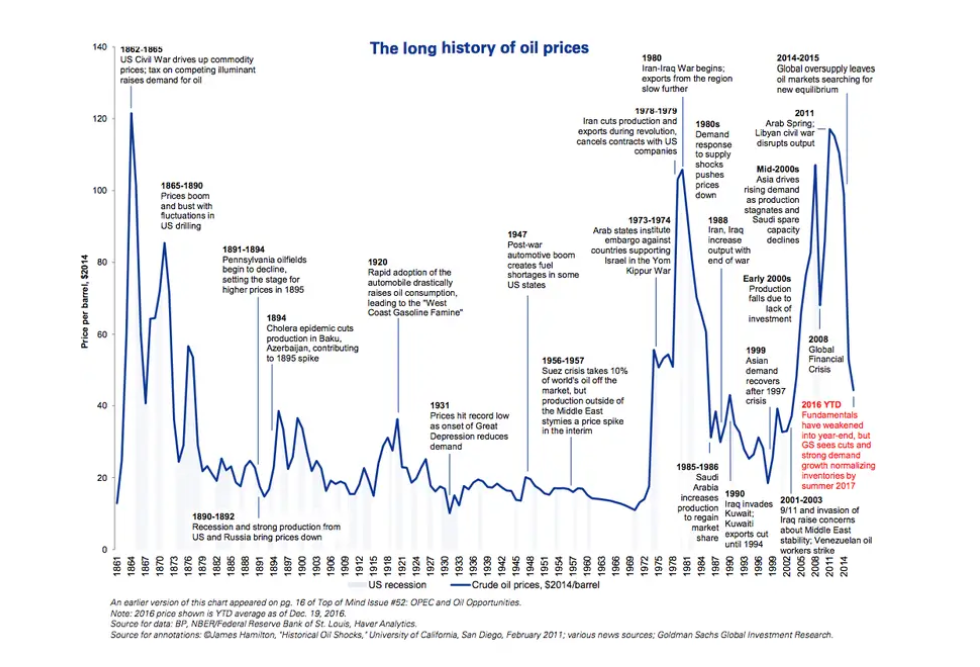 The long history of oil prices
Price per barrel, $2014
140
120
100
80
60
40
20
0
1862-1865
US Civil War drives up commodity
prices; tax on competing illuminant
raises demand for oil
1865-1890
Prices boom
and bust with
fluctuations in
US drilling
1891-1894
Pennsylvania oilfields
begin to decline,
setting the stage for
higher prices in 1895
1894
Cholera epidemic cuts
production in Baku,
Azerbaijan, contributing
to 1895 spike
1890-1892
Recession and strong production from
US and Russia bring prices down
1920
Rapid adoption of the
automobile drastically
raises oil consumption,
leading to the "West
Coast Gasoline Famine"
1931
Prices hit record low
as onset of Great
Depression reduces
demand
1947
Post-war
automotive boom
creates fuel
shortages in some
US states
1956-1957
Suez crisis takes 10%
of world's oil off the
market, but
production outside of
the Middle East
stymies a price spike
in the interim
1973-1974
Arab states institute
embargo against
countries supporting
Israel in the Yom
Kippur War
1978-1979
Iran cuts production and
exports during revolution,
cancels contracts with US
companies
1980
Iran-Iraq War begins;
exports from the region
slow further
1980s
Demand
response
to supply
shocks
pushes
prices
down
1985-1986
Saudi
Arabia
increases
production
to regain
market
share
1988
Iran, Iraq
increase
output with
end of war
1990
Iraq invades
Kuwait;
Kuwaiti
exports cut
until 1994
1999
Asian
demand
recovers
after 1997
crisis
Early 2000s
Production
falls due to
lack of
investment
2001-2003
9/11 and invasion of
Iraq raise concerns
about Middle East
stability; Venezuelan oil
workers strike
Mid-2000s
Asia drives
rising demand
as production
stagnates and
Saudi spare
capacity
declines
2008
Global
Financial
Crisis
2011
Arab Spring;
Libyan civil war
disrupts output
2014-2015
Global oversupply leaves
oil markets searching for
new equilibrium
2016 YTD
Fundamentals
have weakened
into year-end, but
GS sees cuts and
strong demand
growth normalizing
inventories by
summer 2017
1861 1864 1867 1870 1873 1876 1879 1882 1885 1888 1891 1894 1897 1900 1903 1906 1909 1912 1915 1918 1921 1924 1927 1930 1933 1936 1939 1942 1945 1948 1951 1954 1957 1960 1963 1966 1969 1972 1975 1978 1981 1984 1987 1990 1993 1996 1999 2002 2005 2008 2011 2014
US recession
Crude oil prices, $2014/barrel
An earlier version of this chart appeared on pg. 16 of Top of Mind Issue #52: OPEC and Oil Opportunities.
Note: 2016 price shown is YTD average as of Dec. 19, 2016.
Source for data: BP, NBER/Federal Reserve Bank of St. Louis, Haver Analytics.
Source for annotations: ©James Hamilton, "Historical Oil Shocks," University of California, San Diego, February 2011; various news sources; Goldman Sachs Global Investment Research.